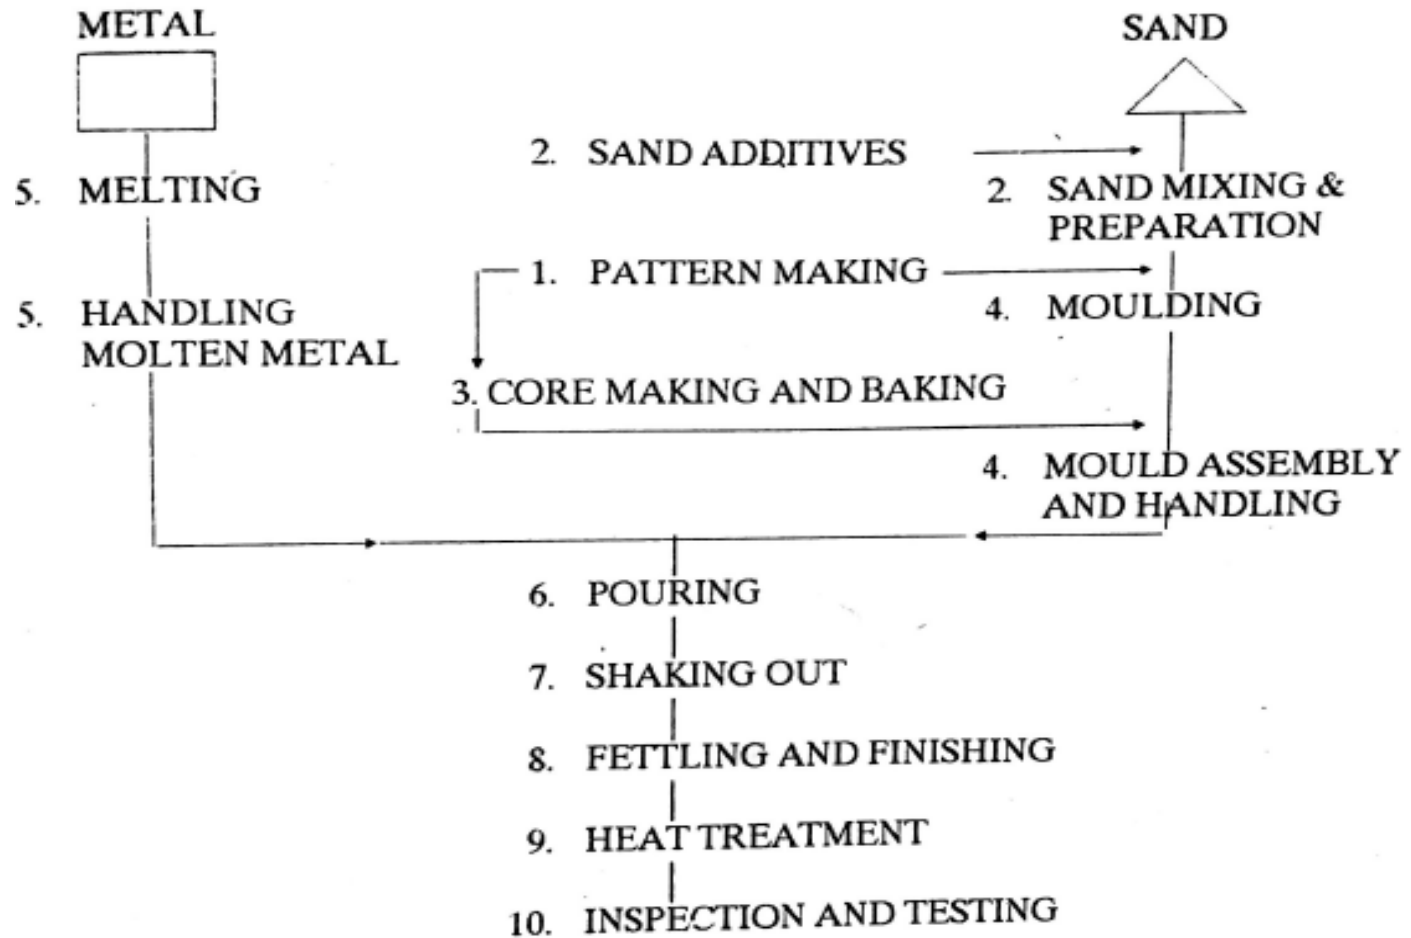 METAL
SAND
2. SAND ADDITIVES
5. MELTING
2. SAND MIXING &
PREPARATION
1. PATTERN MAKING
5. HANDLING
MOLTEN METAL
4. MOULDING
3. CORE MAKING AND BAKING
4. MOULD ASSEMBLY
AND HANDLING
6. POURING
7. SHAKING OUT
8. FETTLING AND FINISHING
9. HEAT TREATMENT
10. INSPECTION AND TESTING